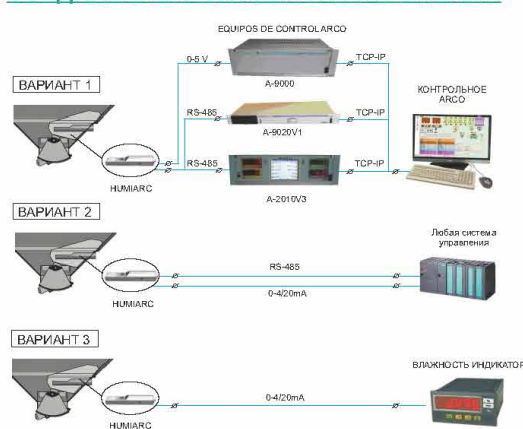 EQUIPOS DE CONTROL ARCO
0-5 V
TCP-IP
A-9000
ВАРИАНТ 1
КОНТРОЛЬНОЕ
ARCO
RS-485
TCP-IP
A-9020V1
RS-485
TCP-IP
HUMIARC
A-2010V3
ВАРИАНТ 2
Любая система
управления
RS-485
0-4/20mA
HUMIARC
ВАРИАНТ 3
ВЛАЖНОСТЬ ИНДИКАТОР
0-4/20mA
HUMIARC